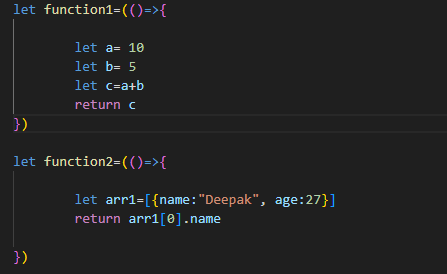 let function1=(()=>{
let a= 10
let b= 5
let c=a+b
return c
})
let function2=(()=>{
let arr1=[{name:"Deepak", age:27}]
return arr1[0].name
})